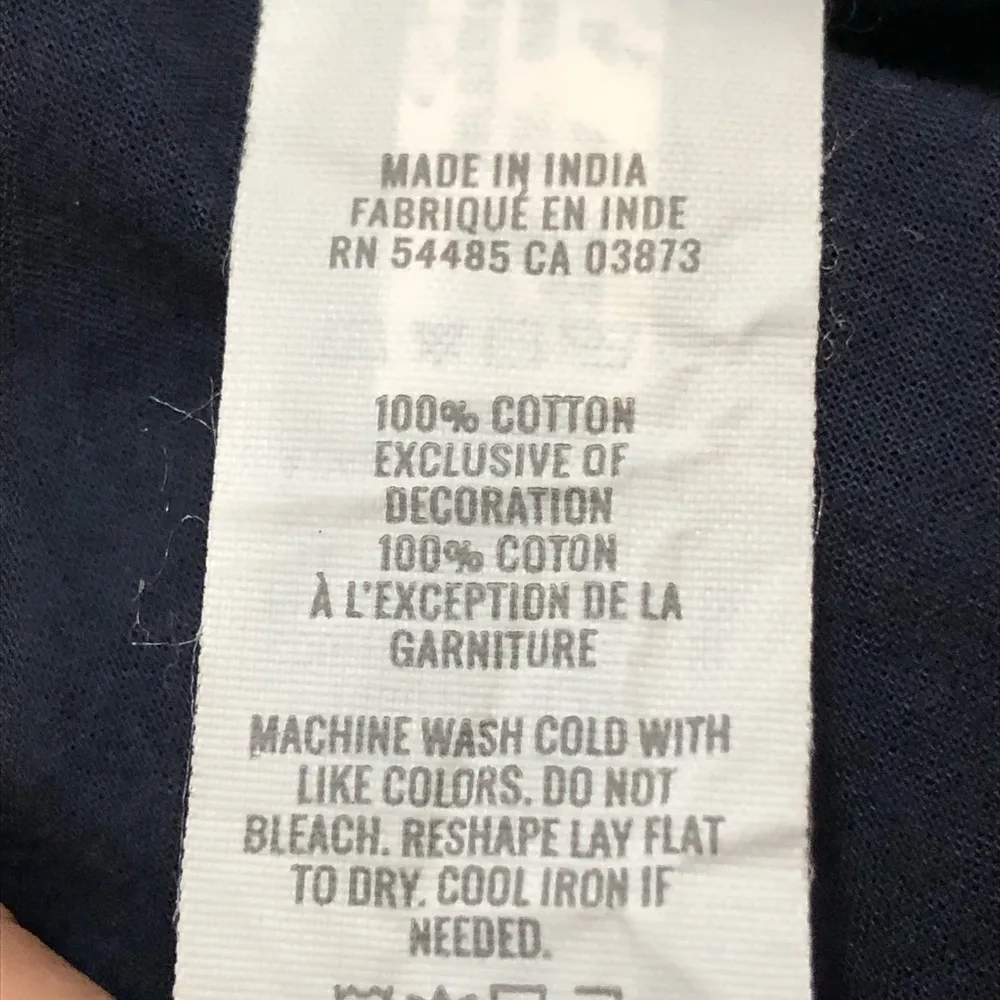 MADE IN INDIA
FABRIQUÉ EN INDE
RN 54485 CA 03873
100% COTTON
EXCLUSIVE OF
DECORATION
100% COTON
À L'EXCEPTION DE LA
GARNITURE
MACHINE WASH COLD WITH
LIKE COLORS. DO NOT
BLEACH. RESHAPE LAY FLAT
TO DRY. COOL IRON IF
NEEDED.